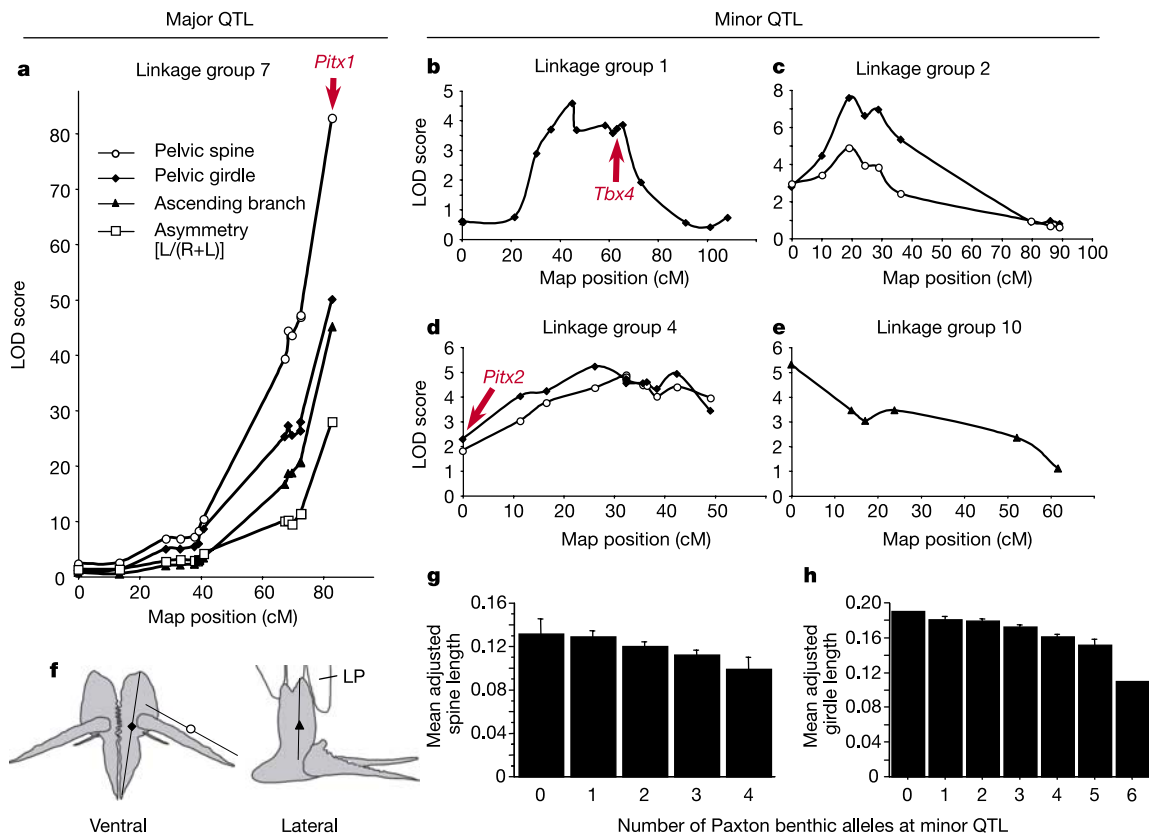 Major QTL
Minor QTL
a
Linkage group 7
Pitx1
LOD score
80
70
60
50
40
30
20
10
0
Pelvic spine
Pelvic girdle
Ascending branch
Asymmetry
[L/(R+L)]
0 20 40 60 80
Map position (cM)
b
Linkage group 1
LOD score
5
4
3
2
1
0
Tbx4
0 20 40 60 80 100
Map position (cM)
c
Linkage group 2
8
6
4
2
0
0 10 20 30 40 50 60 70 80 90 100
Map position (cM)
d
Linkage group 4
LOD score
6
5
4
3
2
1
0
Pitx2
0 10 20 30 40 50
Map position (cM)
e
Linkage group 10
6
5
4
3
2
1
0
0 10 20 30 40 50 60
Map position (cM)
f
LP
Ventral
Lateral
g
Mean adjusted
spine length
0.16
0.12
0.08
0.04
0
0 1 2 3 4
h
Mean adjusted
girdle length
0.20
0.16
0.12
0.08
0.04
0
0 1 2 3 4 5 6
Number of Paxton benthic alleles at minor QTL